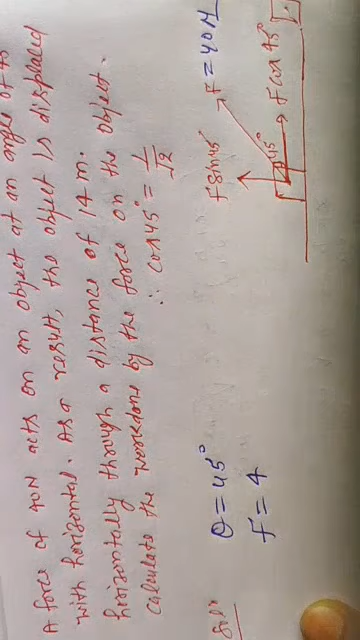 A force of 40N acts on an object at an angle of 45
with horizontal. As a result, the object is displaced
horizontally through a distance of 14 m.
Calculate the workdone by the force on the object.
∴ cos45° = 1/√2
Solⁿ
θ = 45°
F = 4
F sin45°
F = 40N
45°
F cos45°